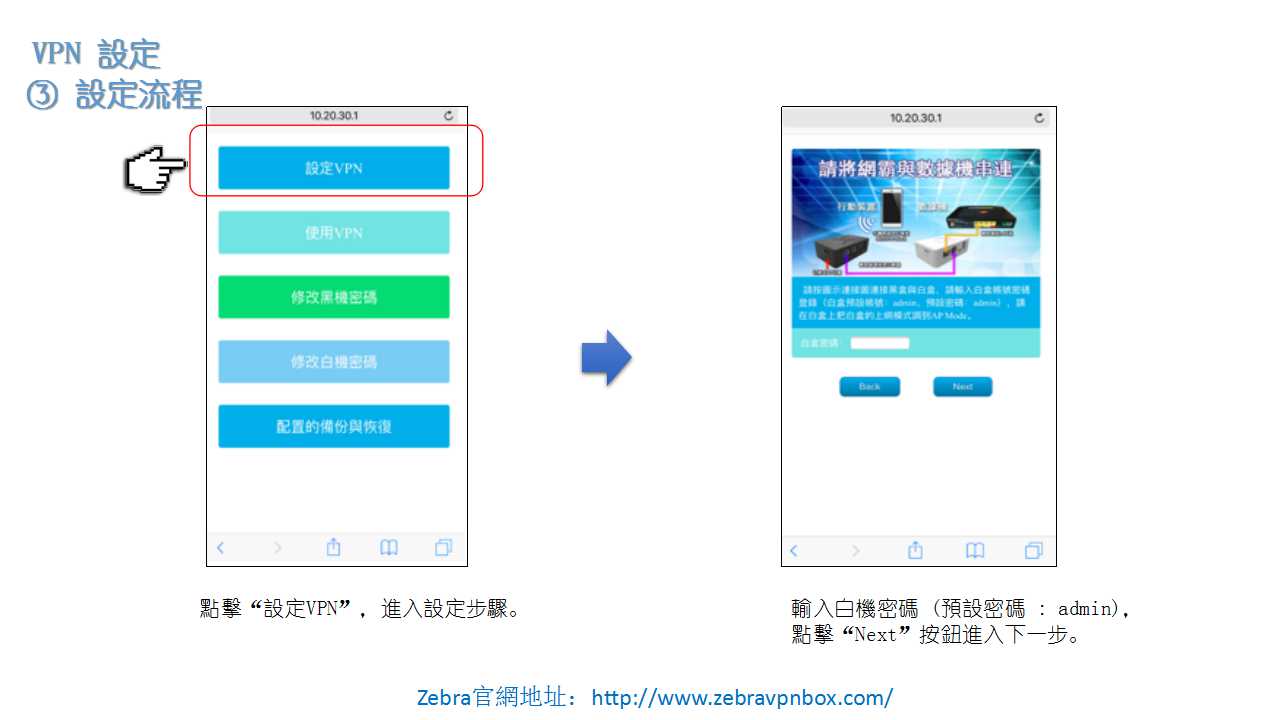 VPN 設定
③ 設定流程
10.20.30.1
設定VPN
使用VPN
修改黑機密碼
修改白機密碼
配置的備份與恢復
點擊“設定VPN”，進入設定步驟。
10.20.30.1
請將網霸與數據機串連
行動裝置
數據機
請按圖示連接圖連接黑盒與白盒，請輸入白盒帳號密碼
登錄（白盒預設帳號：admin，預設密碼：admin），請
在白盒上把白盒的上網模式調到AP Mode。
白盒密碼：
Back
Next
輸入白機密碼 (預設密碼 : admin)，
點擊“Next”按鈕進入下一步。
Zebra官網地址：http://www.zebravpnbox.com/